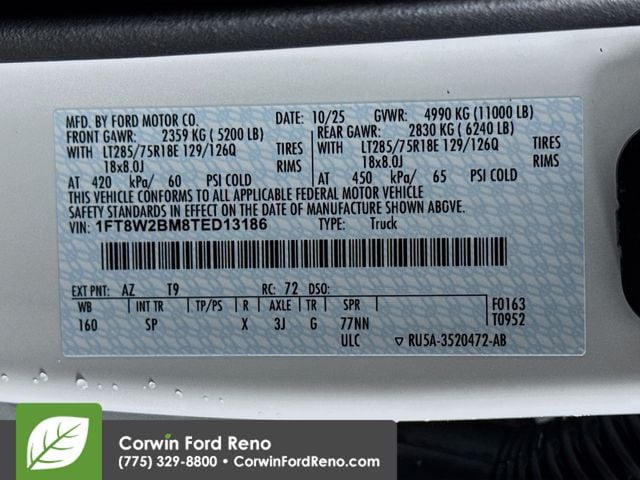 MFD. BY FORD MOTOR CO. DATE: 10/25 GVWR: 4990 KG (11000 LB)
FRONT GAWR: 2359 KG ( 5200 LB) REAR GAWR: 2830 KG ( 6240 LB)
WITH LT285/75R18E 129/126Q TIRES WITH LT285/75R18E 129/126Q TIRES
18x8.0J RIMS 18x8.0J RIMS
AT 420 kPa/ 60 PSI COLD AT 450 kPa/ 65 PSI COLD
THIS VEHICLE CONFORMS TO ALL APPLICABLE FEDERAL MOTOR VEHICLE
SAFETY STANDARDS IN EFFECT ON THE DATE OF MANUFACTURE SHOWN ABOVE.
VIN: 1FT8W2BM8TED13186 TYPE: Truck
EXT PNT: AZ T9 RC: 72 DSO:
WB INT TR TP/PS R AXLE TR SPR F0163
160 SP X 3J G 77NN T0952
ULC ▽ RU5A-3520472-AB
Corwin Ford Reno
(775) 329-8800 • CorwinFordReno.com